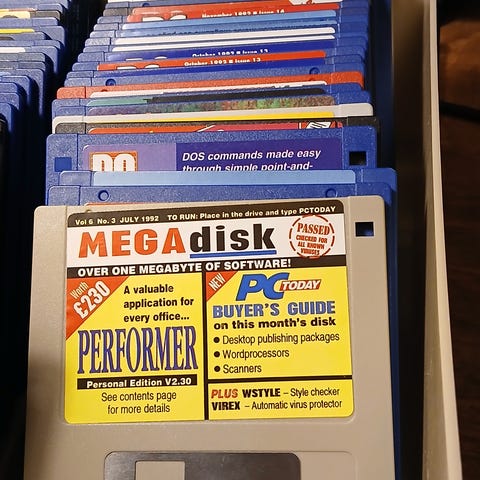 November 1992 ■ Issue 14
October 1992 ■ Issue 13
October 1992 ■ Issue 13
DOS commands made easy
through simple point-and-
Vol 6 No. 3 JULY 1992 TO RUN: Place in the drive and type PCTODAY
MEGAdisk
PASSED
CHECKED FOR
ALL KNOWN
VIRUSES
OVER ONE MEGABYTE OF SOFTWARE!
Worth
£230
A valuable
application for
every office...
PERFORMER
Personal Edition V2.30
See contents page
for more details
NEW
PC TODAY
BUYER'S GUIDE
on this month's disk
● Desktop publishing packages
● Wordprocessors
● Scanners
PLUS WSTYLE – Style checker
VIREX – Automatic virus protector